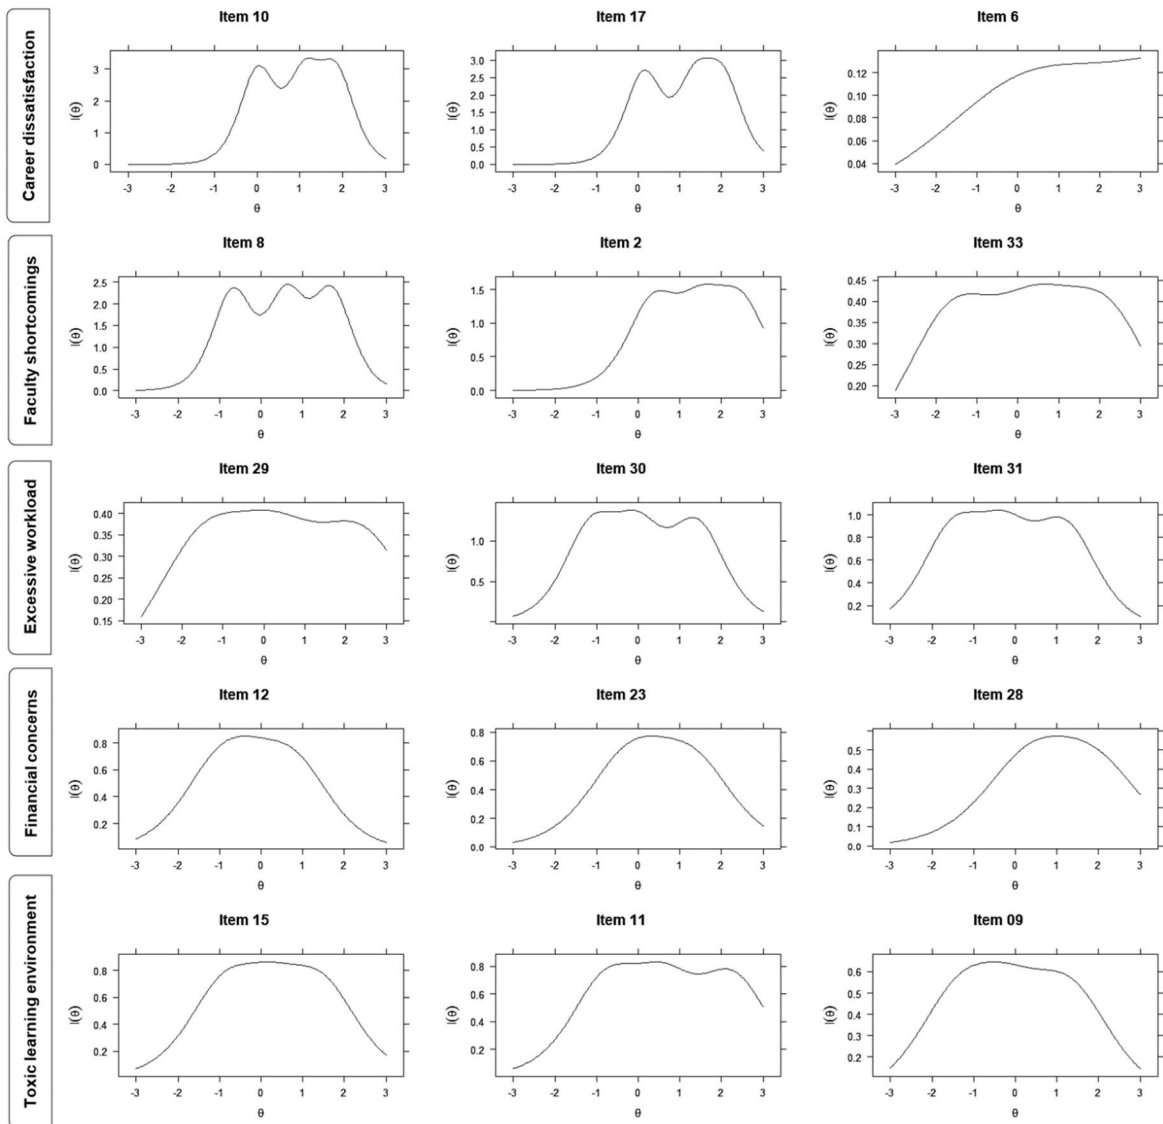 Career dissatisfaction
Item 10
I(θ)
3
2
1
0
-3 -2 -1 0 1 2 3
θ
Item 17
I(θ)
3.0
2.5
2.0
1.5
1.0
0.5
0.0
-3 -2 -1 0 1 2 3
θ
Item 6
I(θ)
0.12
0.10
0.08
0.06
0.04
-3 -2 -1 0 1 2 3
θ
Faculty shortcomings
Item 8
I(θ)
2.5
2.0
1.5
1.0
0.5
0.0
-3 -2 -1 0 1 2 3
θ
Item 2
I(θ)
1.5
1.0
0.5
0.0
-3 -2 -1 0 1 2 3
θ
Item 33
I(θ)
0.45
0.40
0.35
0.30
0.25
0.20
-3 -2 -1 0 1 2 3
θ
Excessive workload
Item 29
I(θ)
0.40
0.35
0.30
0.25
0.20
0.15
-3 -2 -1 0 1 2 3
θ
Item 30
I(θ)
1.0
0.5
-3 -2 -1 0 1 2 3
θ
Item 31
I(θ)
1.0
0.8
0.6
0.4
0.2
-3 -2 -1 0 1 2 3
θ
Financial concerns
Item 12
I(θ)
0.8
0.6
0.4
0.2
-3 -2 -1 0 1 2 3
θ
Item 23
I(θ)
0.8
0.6
0.4
0.2
0.0
-3 -2 -1 0 1 2 3
θ
Item 28
I(θ)
0.5
0.4
0.3
0.2
0.1
0.0
-3 -2 -1 0 1 2 3
θ
Toxic learning environment
Item 15
I(θ)
0.8
0.6
0.4
0.2
-3 -2 -1 0 1 2 3
θ
Item 11
I(θ)
0.8
0.6
0.4
0.2
-3 -2 -1 0 1 2 3
θ
Item 09
I(θ)
0.6
0.5
0.4
0.3
0.2
-3 -2 -1 0 1 2 3
θ